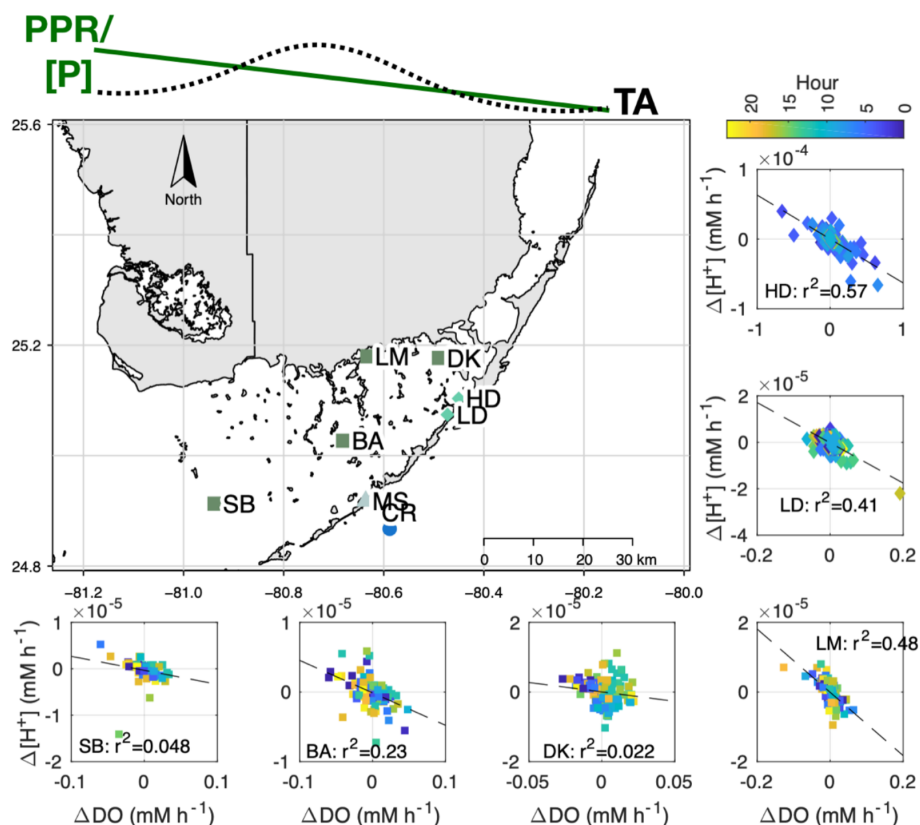 PPR/
[P]
TA
Hour
20 15 10 5 0
25.6
25.2
24.8
North
LM
DK
HD
LD
BA
SB
MS
CR
0 10 20 30 km
−81.2 −81.0 −80.8 −80.6 −80.4 −80.2 −80.0
×10⁻⁴
Δ[H⁺] (mM h⁻¹)
1
0
-1
HD: r²=0.57
-1 0 1
×10⁻⁵
Δ[H⁺] (mM h⁻¹)
2
0
-2
-4
LD: r²=0.41
-0.2 0 0.2
×10⁻⁵
Δ[H⁺] (mM h⁻¹)
1
0
-1
-2
SB: r²=0.048
-0.1 0 0.1
ΔDO (mM h⁻¹)
×10⁻⁵
1
0
-1
BA: r²=0.23
-0.1 0 0.1
ΔDO (mM h⁻¹)
×10⁻⁵
2
0
-2
DK: r²=0.022
-0.05 0 0.05
ΔDO (mM h⁻¹)
×10⁻⁵
2
0
-2
LM: r²=0.48
-0.2 0 0.2
ΔDO (mM h⁻¹)